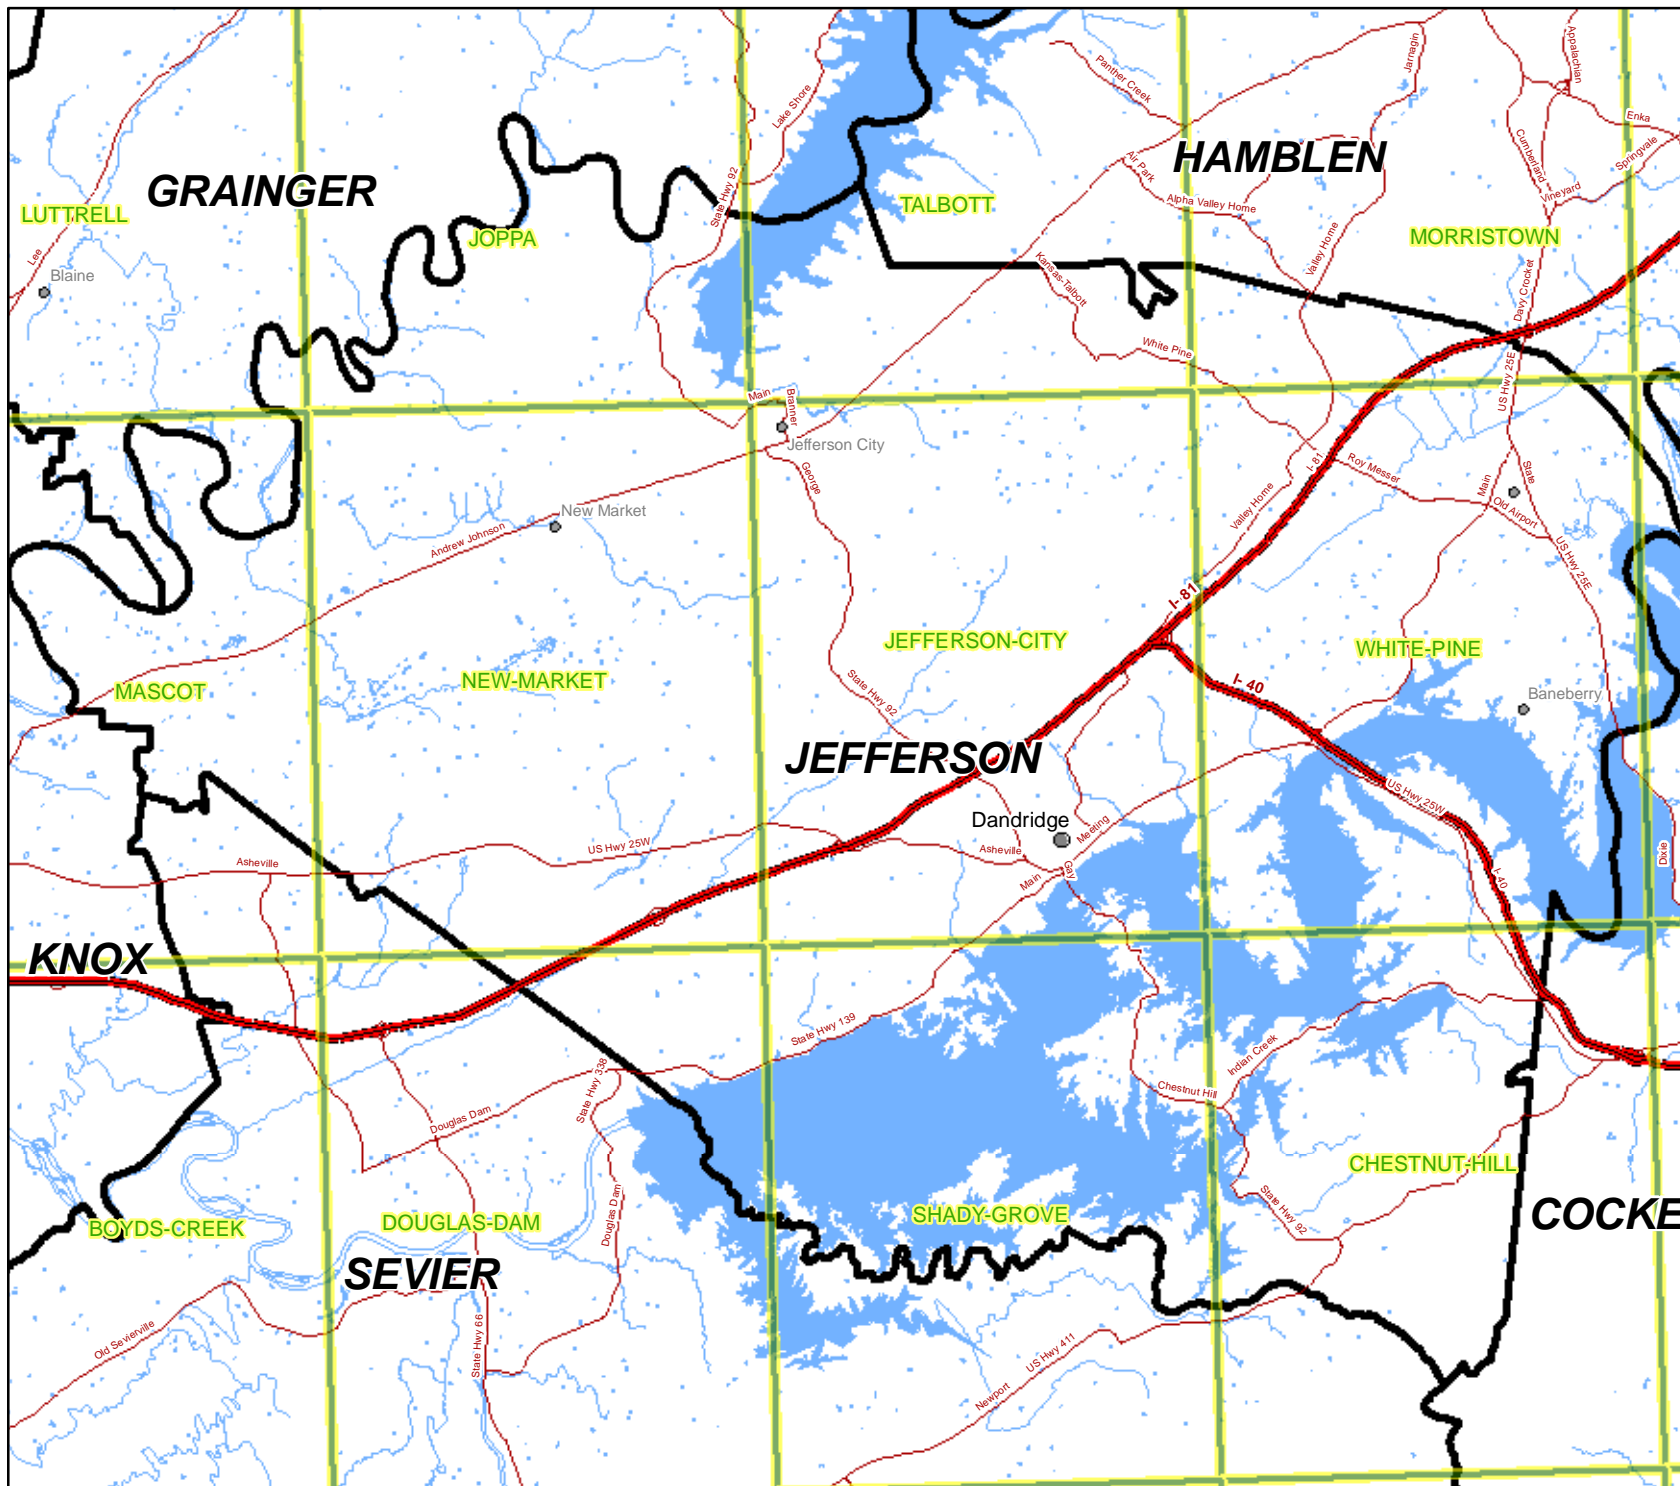 Appalachian
Jarnagin
Panther Creek
Lake Shore
Enka
Cumberland
Springvale
HAMBLEN
Air Park
GRAINGER
Vineyard
LUTTRELL
TALBOTT
Alpha Valley Home
State Hwy 92
JOPPA
MORRISTOWN
Lee
Valley Home
Blaine
Kansas-Talbott
Davy Crocket
White Pine
US Hwy 25E
Main
Branner
Jefferson City
I-81
Roy Messer
State
Main
George
Valley Home
New Market
Old Airport
Andrew Johnson
US Hwy 25E
I-81
JEFFERSON-CITY
WHITE-PINE
NEW-MARKET
MASCOT
State Hwy 92
I-40
Baneberry
JEFFERSON
US Hwy 25W
Dandridge
Meeting
US Hwy 25W
Asheville
Asheville
Dixie
Main
Gay
I-40
KNOX
State Hwy 139
Indian Creek
State Hwy 338
Chestnut Hill
Douglas Dam
CHESTNUT-HILL
Douglas Dam
State Hwy 92
SHADY-GROVE
COCKE
BOYDS-CREEK
DOUGLAS-DAM
SEVIER
Old Sevierville
State Hwy 66
US Hwy 411
Newport